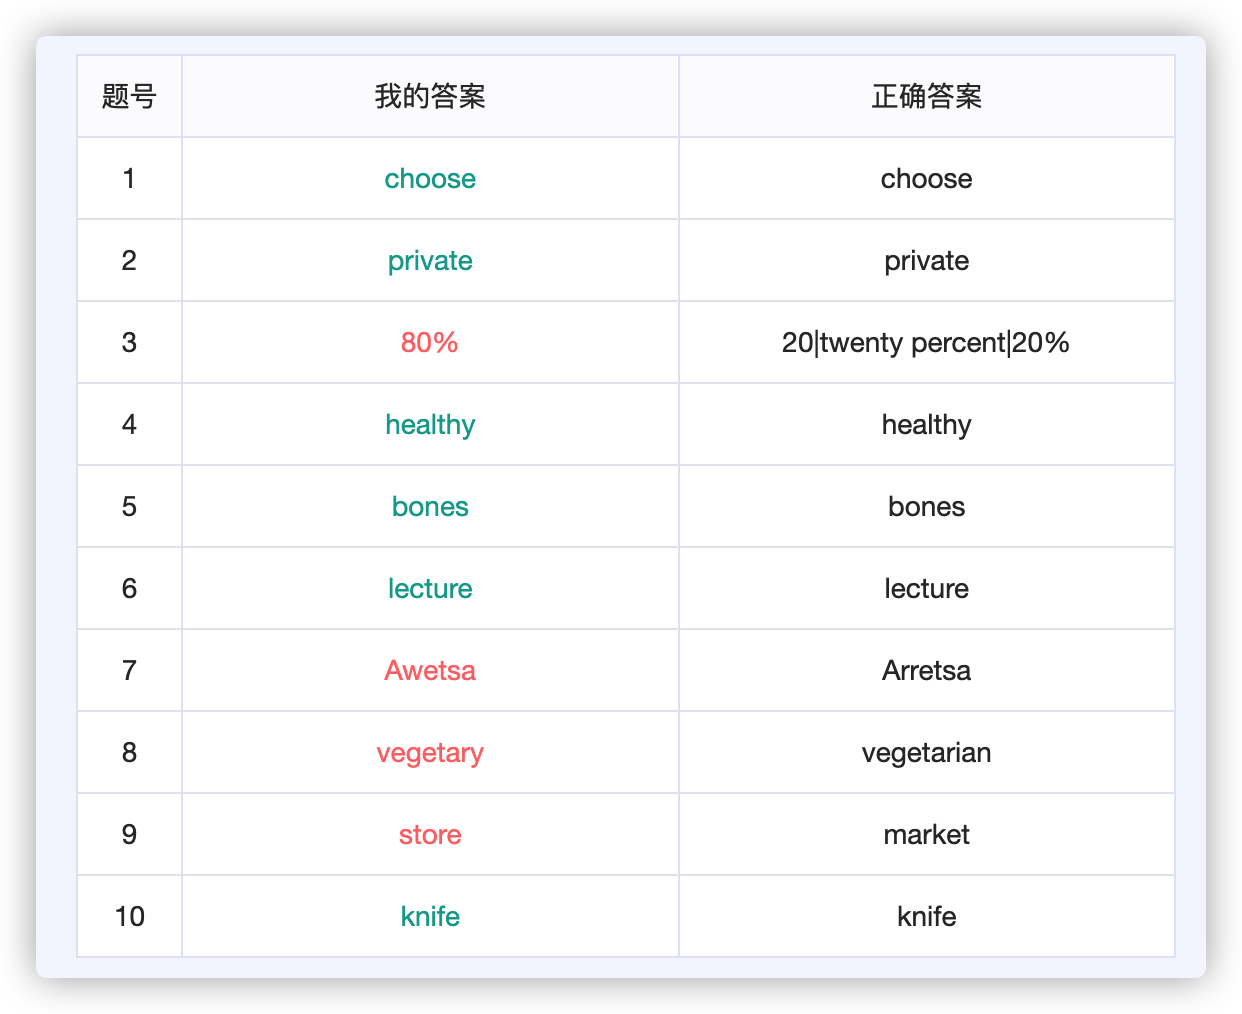 题号 我的答案 正确答案
1 choose choose
2 private private
3 80% 20|twenty percent|20%
4 healthy healthy
5 bones bones
6 lecture lecture
7 Awetsa Arretsa
8 vegetary vegetarian
9 store market
10 knife knife